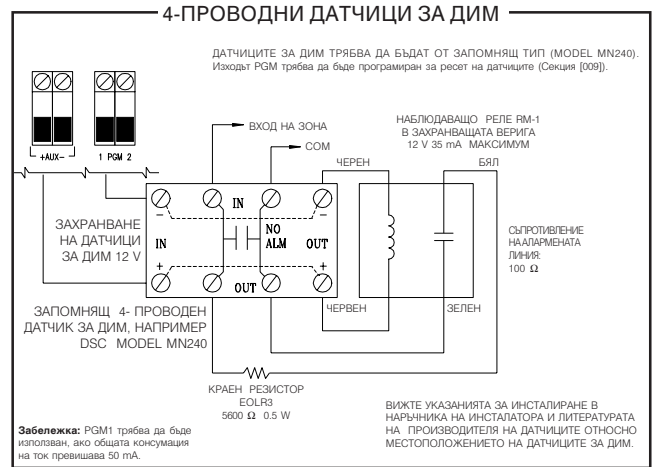 4-ПРОВОДНИ ДАТЧИЦИ ЗА ДИМ
ДАТЧИЦИТЕ ЗА ДИМ ТРЯБВА ДА БЪДАТ ОТ ЗАПОМНЯЩ ТИП (MODEL MN240).
Изходът PGM трябва да бъде програмиран за ресет на датчиците (Секция [009]).
+AUX-
1 PGM 2
ВХОД НА ЗОНА
COM
НАБЛЮДАВАЩО РЕЛЕ RM-1
В ЗАХРАНВАЩАТА ВЕРИГА
12 V 35 mA МАКСИМУМ
ЧЕРЕН
БЯЛ
ЗАХРАНВАНЕ
НА ДАТЧИЦИ
ЗА ДИМ 12 V
IN
NO
ALM
IN
OUT
OUT
- -
+ +
СЪПРОТИВЛЕНИЕ
НА АЛАРМЕНАТА
ЛИНИЯ:
100 Ω
ЧЕРВЕН
ЗЕЛЕН
ЗАПОМНЯЩ 4- ПРОВОДЕН
ДАТЧИК ЗА ДИМ, НАПРИМЕР
DSC MODEL MN240
КРАЕН РЕЗИСТОР
EOLR3
5600 Ω 0.5 W
Забележка: PGM1 трябва да бъде
използван, ако общата консумация
на ток превишава 50 mA.
ВИЖТЕ УКАЗАНИЯТА ЗА ИНСТАЛИРАНЕ В
НАРЪЧНИКА НА ИНСТАЛАТОРА И ЛИТЕРАТУРАТА
НА ПРОИЗВОДИТЕЛЯ НА ДАТЧИЦИТЕ ОТНОСНО
МЕСТОПОЛОЖЕНИЕТО НА ДАТЧИЦИТЕ ЗА ДИМ.